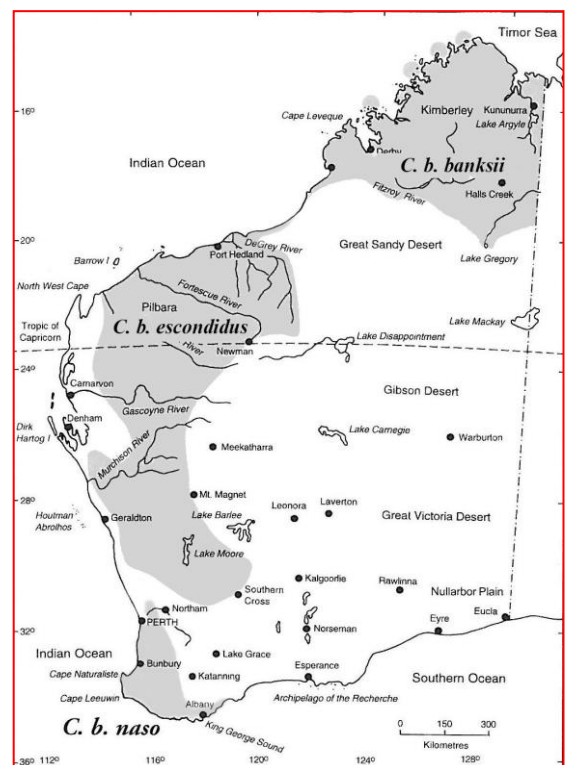 Timor Sea
Kimberley
Kununurra
Lake Argyle
16°
Cape Leveque
Derby
C. b. banksii
Indian Ocean
Halls Creek
Fitzroy River
20°
DeGrey River
Great Sandy Desert
Port Hedland
Lake Gregory
Barrow I
North West Cape
Fortescue River
Pilbara
Lake Mackay
Tropic of
Capricorn
C. b. escondidus
Lake Disappointment
River
Newman
24°
Carnarvon
Gibson Desert
Gascoyne River
Denham
Dirk
Hartog I
Lake Carnegie
Warburton
Murchison River
Meekatharra
28°
Mt. Magnet
Leonora
Laverton
Houtman
Abrolhos
Geraldton
Lake Barlee
Great Victoria Desert
Lake Moore
Kalgoorlie
Rawlinna
Nullarbor Plain
Southern
Cross
Northam
Eucla
PERTH
Norseman
Eyre
32°
Indian Ocean
Lake Grace
Bunbury
Esperance
Cape Naturaliste
Katanning
Southern Ocean
Cape Leeuwin
Archipelago of the Recherche
Albany
C. b. naso
King George Sound
0 150 300
Kilometres
36° 112° 116° 120° 124° 128°